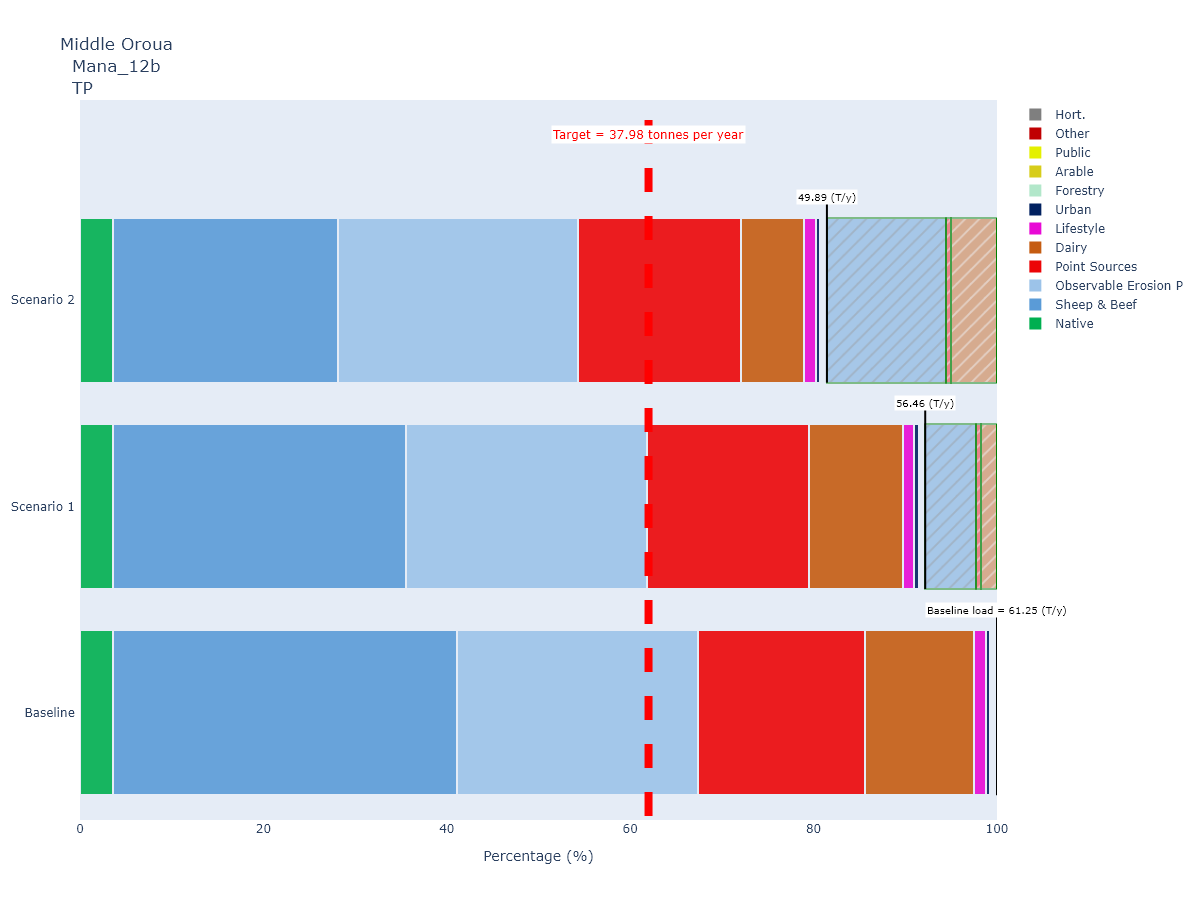 Middle Oroua
Mana_12b
TP
Target = 37.98 tonnes per year
49.89 (T/y)
Scenario 2
56.46 (T/y)
Scenario 1
Baseline load = 61.25 (T/y)
Baseline
0 20 40 60 80 100
Percentage (%)
Hort.
Other
Public
Arable
Forestry
Urban
Lifestyle
Dairy
Point Sources
Observable Erosion P
Sheep & Beef
Native